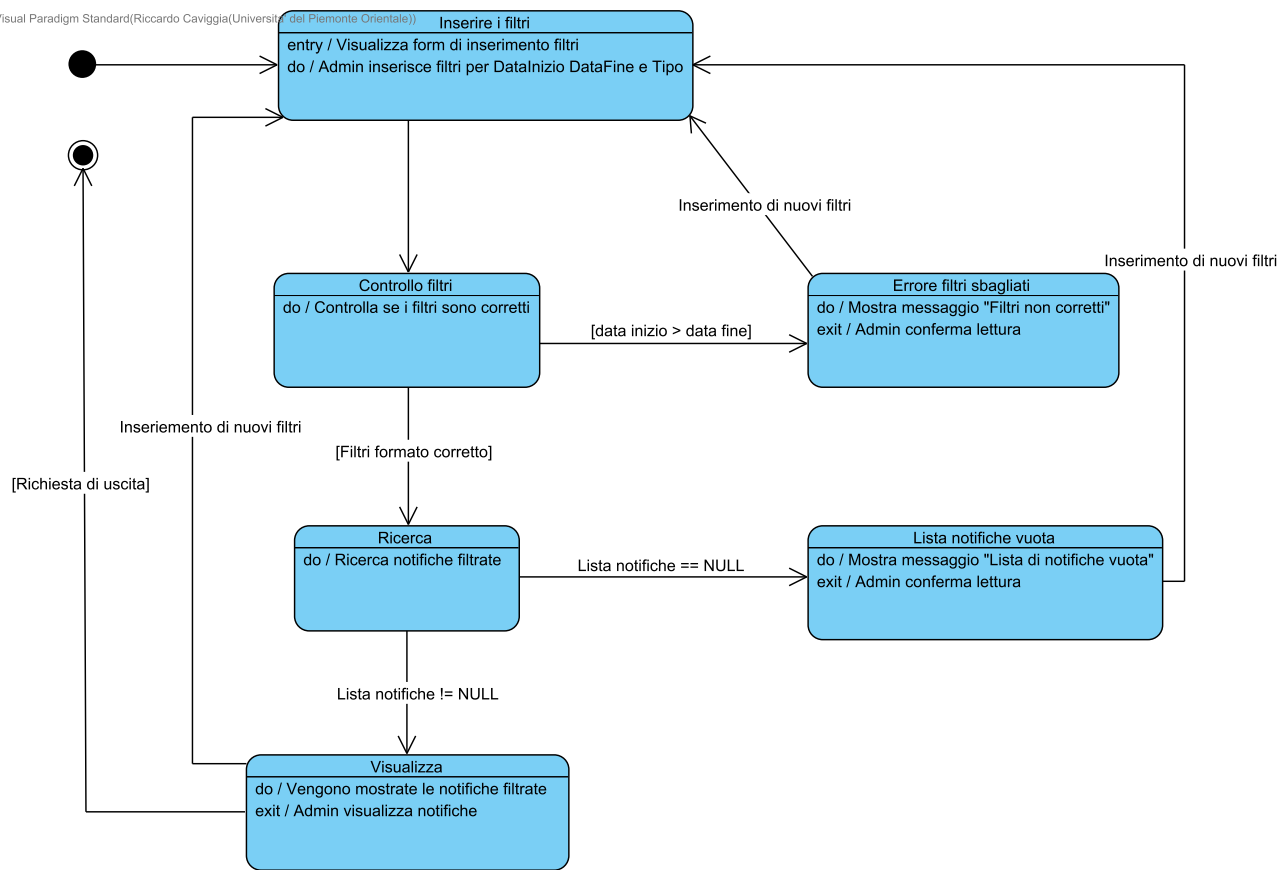 Visual Paradigm Standard(Riccardo Caviggia(Universita' del Piemonte Orientale))
Inserire i filtri
entry / Visualizza form di inserimento filtri
do / Admin inserisce filtri per DataInizio DataFine e Tipo
Inserimento di nuovi filtri
Inserimento di nuovi filtri
Controllo filtri
do / Controlla se i filtri sono corretti
[data inizio > data fine]
Errore filtri sbagliati
do / Mostra messaggio "Filtri non corretti"
exit / Admin conferma lettura
Inseriemento di nuovi filtri
[Filtri formato corretto]
[Richiesta di uscita]
Ricerca
do / Ricerca notifiche filtrate
Lista notifiche == NULL
Lista notifiche vuota
do / Mostra messaggio "Lista di notifiche vuota"
exit / Admin conferma lettura
Lista notifiche != NULL
Visualizza
do / Vengono mostrate le notifiche filtrate
exit / Admin visualizza notifiche